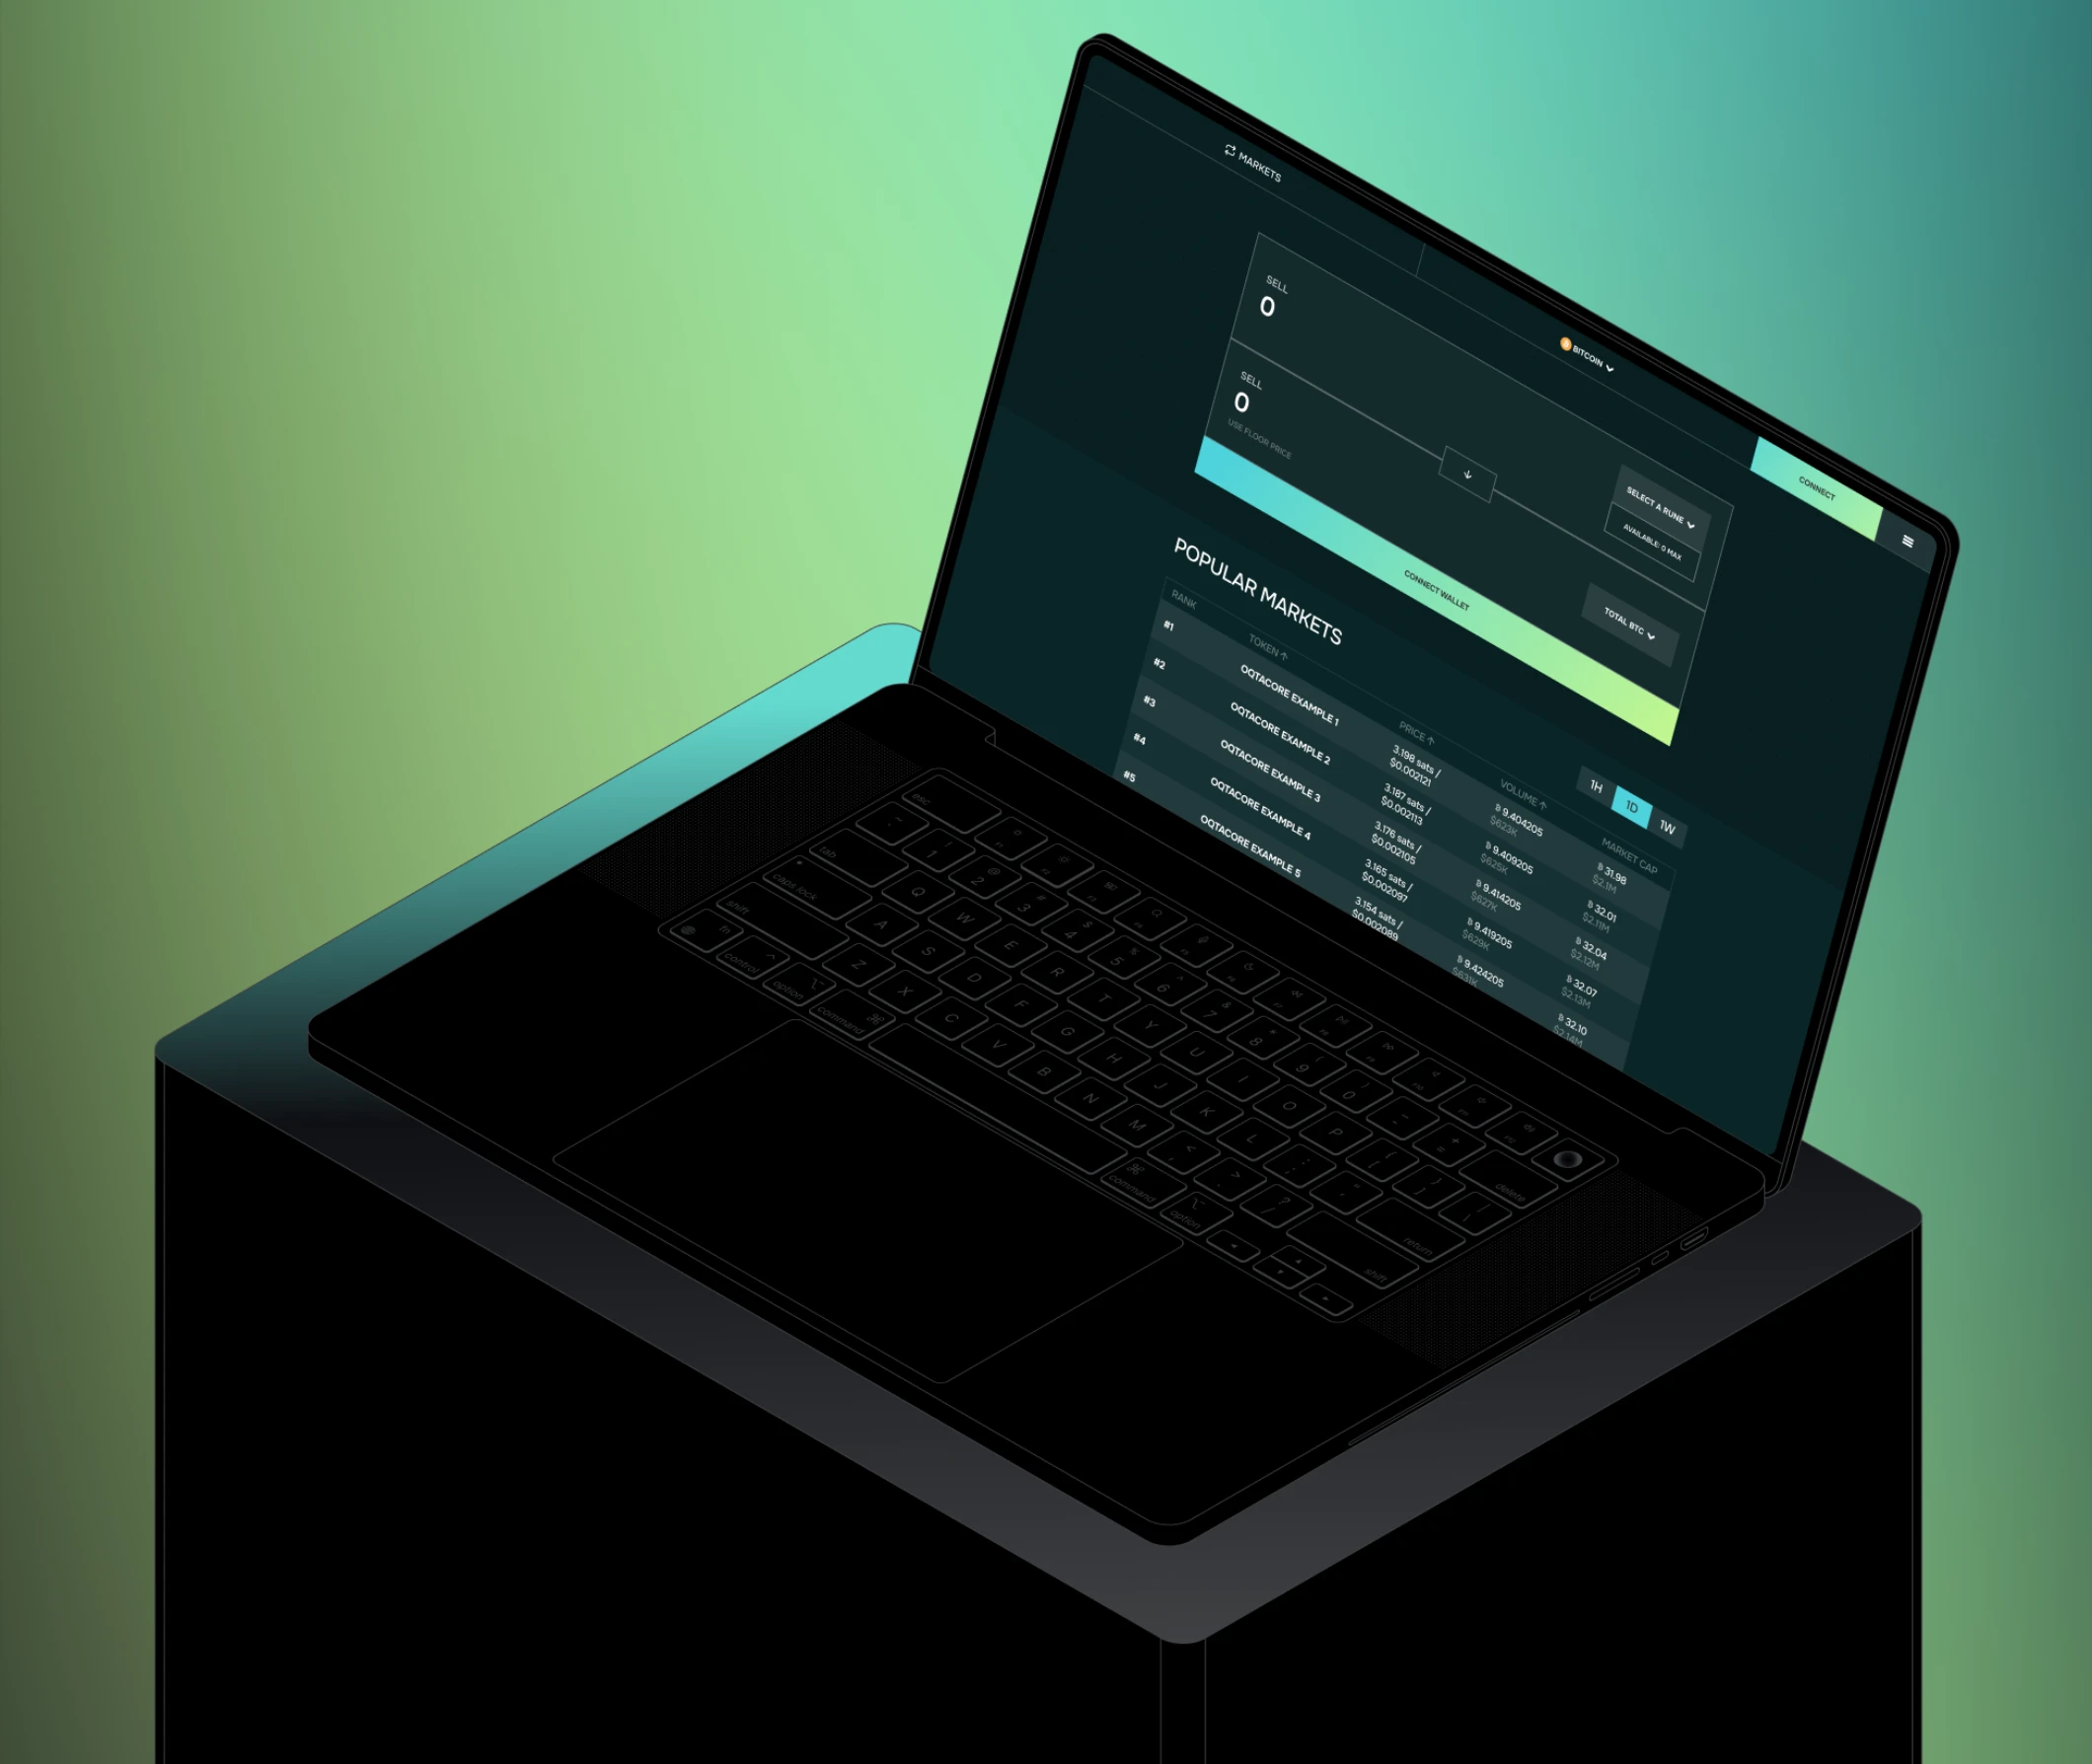 MARKETS
BITCOIN
CONNECT
SELL
0
SELECT A RUNE
AVAILABLE: 0 MAX
SELL
0
USE FLOOR PRICE
TOTAL BTC
CONNECT WALLET
POPULAR MARKETS
1H 1D 1W
RANK TOKEN PRICE VOLUME MARKET CAP
#1 OQTACORE EXAMPLE 1 3.198 sats / $0.002121 ₿ 9.404205 $623K ₿ 31.98 $2.1M
#2 OQTACORE EXAMPLE 2 3.187 sats / $0.002113 ₿ 9.409205 $625K ₿ 32.01 $2.11M
#3 OQTACORE EXAMPLE 3 3.176 sats / $0.002105 ₿ 9.414205 $627K ₿ 32.04 $2.12M
#4 OQTACORE EXAMPLE 4 3.165 sats / $0.002097 ₿ 9.419205 $629K ₿ 32.07 $2.13M
#5 OQTACORE EXAMPLE 5 3.154 sats / $0.002089 ₿ 9.424205 $631K ₿ 32.10 $2.14M
esc
~ ! 1 @ 2 # 3 $ 4 % 5 ^ 6 & 7 * 8 ( 9 ) 0 - + = delete
tab Q W E R T Y U I O P { [ } ] | \
caps lock A S D F G H J K L : ; " ' return
shift Z X C V B N M < , > . ? / shift
fn control option command command option